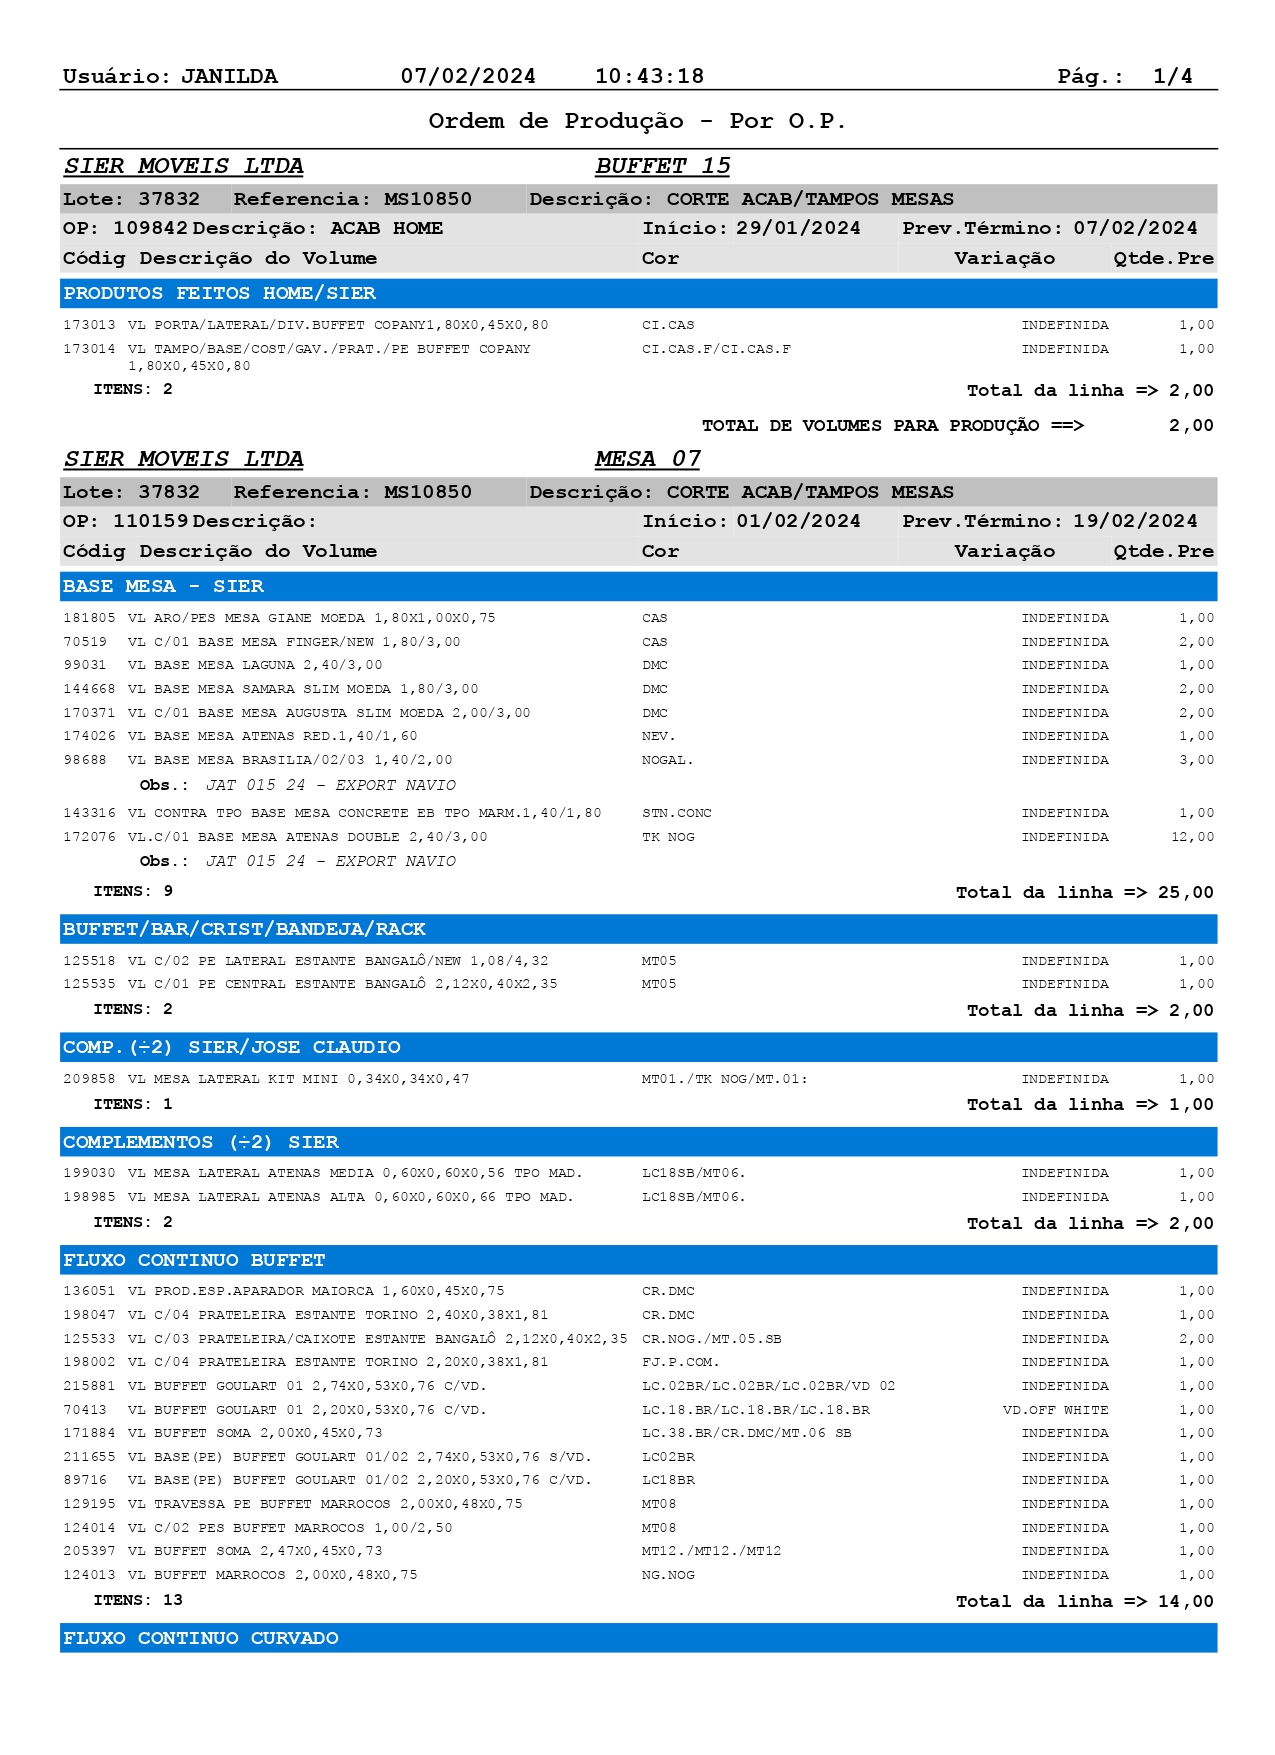 Usuário: JANILDA 07/02/2024 10:43:18 Pág.: 1/4
Ordem de Produção - Por O.P.
SIER MOVEIS LTDA BUFFET 15
Lote: 37832 Referencia: MS10850 Descrição: CORTE ACAB/TAMPOS MESAS
OP: 109842 Descrição: ACAB HOME Início: 29/01/2024 Prev.Término: 07/02/2024
Códig Descrição do Volume Cor Variação Qtde.Pre
PRODUTOS FEITOS HOME/SIER
173013 VL PORTA/LATERAL/DIV.BUFFET COPANY1,80X0,45X0,80 CI.CAS INDEFINIDA 1,00
173014 VL TAMPO/BASE/COST/GAV./PRAT./PE BUFFET COPANY CI.CAS.F/CI.CAS.F INDEFINIDA 1,00
1,80X0,45X0,80
ITENS: 2 Total da linha => 2,00
TOTAL DE VOLUMES PARA PRODUÇÃO ==> 2,00
SIER MOVEIS LTDA MESA 07
Lote: 37832 Referencia: MS10850 Descrição: CORTE ACAB/TAMPOS MESAS
OP: 110159 Descrição: Início: 01/02/2024 Prev.Término: 19/02/2024
Códig Descrição do Volume Cor Variação Qtde.Pre
BASE MESA - SIER
181805 VL ARO/PES MESA GIANE MOEDA 1,80X1,00X0,75 CAS INDEFINIDA 1,00
70519 VL C/01 BASE MESA FINGER/NEW 1,80/3,00 CAS INDEFINIDA 2,00
99031 VL BASE MESA LAGUNA 2,40/3,00 DMC INDEFINIDA 1,00
144668 VL BASE MESA SAMARA SLIM MOEDA 1,80/3,00 DMC INDEFINIDA 2,00
170371 VL C/01 BASE MESA AUGUSTA SLIM MOEDA 2,00/3,00 DMC INDEFINIDA 2,00
174026 VL BASE MESA ATENAS RED.1,40/1,60 NEV. INDEFINIDA 1,00
98688 VL BASE MESA BRASILIA/02/03 1,40/2,00 NOGAL. INDEFINIDA 3,00
Obs.: JAT 015 24 - EXPORT NAVIO
143316 VL CONTRA TPO BASE MESA CONCRETE EB TPO MARM.1,40/1,80 STN.CONC INDEFINIDA 1,00
172076 VL.C/01 BASE MESA ATENAS DOUBLE 2,40/3,00 TK NOG INDEFINIDA 12,00
Obs.: JAT 015 24 - EXPORT NAVIO
ITENS: 9 Total da linha => 25,00
BUFFET/BAR/CRIST/BANDEJA/RACK
125518 VL C/02 PE LATERAL ESTANTE BANGALÔ/NEW 1,08/4,32 MT05 INDEFINIDA 1,00
125535 VL C/01 PE CENTRAL ESTANTE BANGALÔ 2,12X0,40X2,35 MT05 INDEFINIDA 1,00
ITENS: 2 Total da linha => 2,00
COMP.(÷2) SIER/JOSE CLAUDIO
209858 VL MESA LATERAL KIT MINI 0,34X0,34X0,47 MT01./TK NOG/MT.01: INDEFINIDA 1,00
ITENS: 1 Total da linha => 1,00
COMPLEMENTOS (÷2) SIER
199030 VL MESA LATERAL ATENAS MEDIA 0,60X0,60X0,56 TPO MAD. LC18SB/MT06. INDEFINIDA 1,00
198985 VL MESA LATERAL ATENAS ALTA 0,60X0,60X0,66 TPO MAD. LC18SB/MT06. INDEFINIDA 1,00
ITENS: 2 Total da linha => 2,00
FLUXO CONTINUO BUFFET
136051 VL PROD.ESP.APARADOR MAIORCA 1,60X0,45X0,75 CR.DMC INDEFINIDA 1,00
198047 VL C/04 PRATELEIRA ESTANTE TORINO 2,40X0,38X1,81 CR.DMC INDEFINIDA 1,00
125533 VL C/03 PRATELEIRA/CAIXOTE ESTANTE BANGALÔ 2,12X0,40X2,35 CR.NOG./MT.05.SB INDEFINIDA 2,00
198002 VL C/04 PRATELEIRA ESTANTE TORINO 2,20X0,38X1,81 FJ.P.COM. INDEFINIDA 1,00
215881 VL BUFFET GOULART 01 2,74X0,53X0,76 C/VD. LC.02BR/LC.02BR/LC.02BR/VD 02 INDEFINIDA 1,00
70413 VL BUFFET GOULART 01 2,20X0,53X0,76 C/VD. LC.18.BR/LC.18.BR/LC.18.BR VD.OFF WHITE 1,00
171884 VL BUFFET SOMA 2,00X0,45X0,73 LC.38.BR/CR.DMC/MT.06 SB INDEFINIDA 1,00
211655 VL BASE(PE) BUFFET GOULART 01/02 2,74X0,53X0,76 S/VD. LC02BR INDEFINIDA 1,00
89716 VL BASE(PE) BUFFET GOULART 01/02 2,20X0,53X0,76 C/VD. LC18BR INDEFINIDA 1,00
129195 VL TRAVESSA PE BUFFET MARROCOS 2,00X0,48X0,75 MT08 INDEFINIDA 1,00
124014 VL C/02 PES BUFFET MARROCOS 1,00/2,50 MT08 INDEFINIDA 1,00
205397 VL BUFFET SOMA 2,47X0,45X0,73 MT12./MT12./MT12 INDEFINIDA 1,00
124013 VL BUFFET MARROCOS 2,00X0,48X0,75 NG.NOG INDEFINIDA 1,00
ITENS: 13 Total da linha => 14,00
FLUXO CONTINUO CURVADO